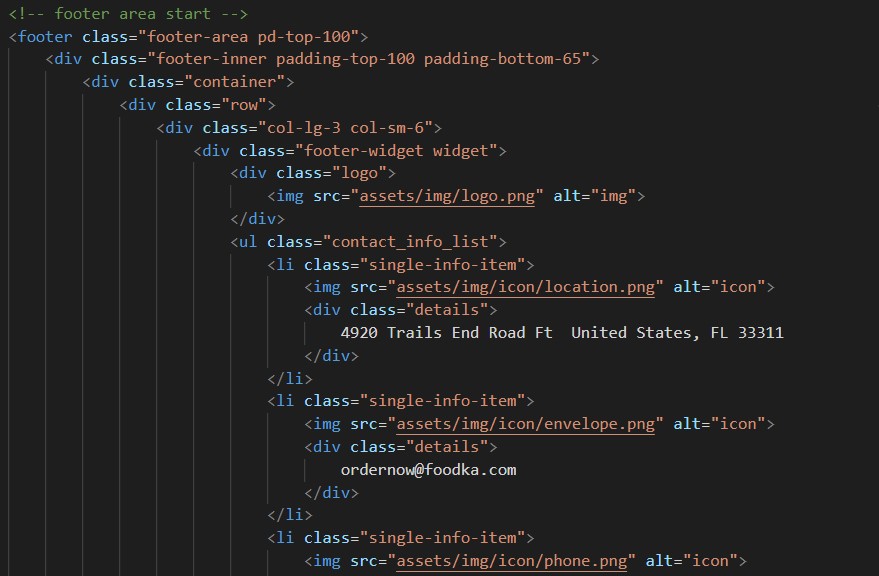 <!-- footer area start -->
<footer class="footer-area pd-top-100">
<div class="footer-inner padding-top-100 padding-bottom-65">
<div class="container">
<div class="row">
<div class="col-lg-3 col-sm-6">
<div class="footer-widget widget">
<div class="logo">
<img src="assets/img/logo.png" alt="img">
</div>
<ul class="contact_info_list">
<li class="single-info-item">
<img src="assets/img/icon/location.png" alt="icon">
<div class="details">
4920 Trails End Road Ft  United States, FL 33311
</div>
</li>
<li class="single-info-item">
<img src="assets/img/icon/envelope.png" alt="icon">
<div class="details">
ordernow@foodka.com
</div>
</li>
<li class="single-info-item">
<img src="assets/img/icon/phone.png" alt="icon">